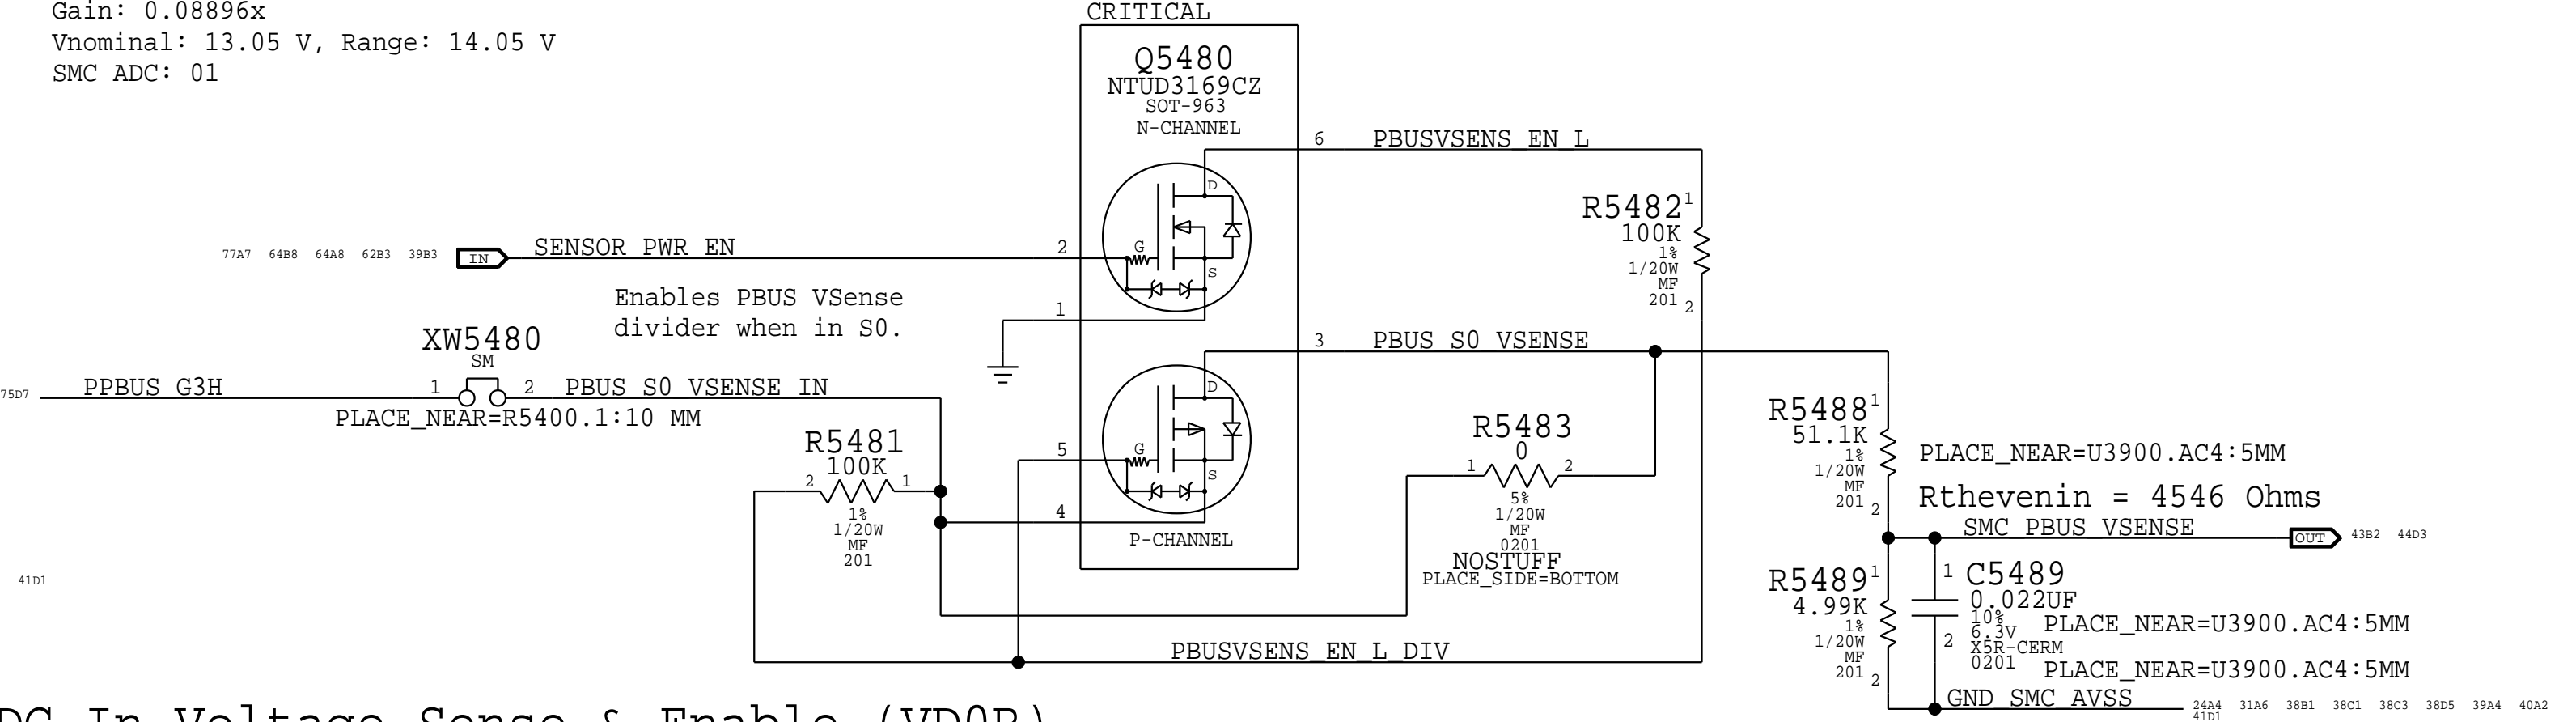 Gain: 0.08896x
Vnominal: 13.05 V, Range: 14.05 V
SMC ADC: 01
CRITICAL
Q5480
NTUD3169CZ
SOT-963
N-CHANNEL
6
PBUSVSENS_EN_L
D
R5482
1
100K
1%
1/20W
MF
201
2
77A7 64B8 64A8 62B3 39B3
IN
SENSOR_PWR_EN
2
G
S
Enables PBUS VSense
divider when in S0.
1
XW5480
SM
3
PBUS_S0_VSENSE
75D7
PPBUS_G3H
1
2
PBUS_S0_VSENSE_IN
PLACE_NEAR=R5400.1:10 MM
D
R5481
100K
2
1
1%
1/20W
MF
201
5
G
S
4
P-CHANNEL
R5483
0
1
2
5%
1/20W
MF
0201
NOSTUFF
PLACE_SIDE=BOTTOM
R5488
1
51.1K
1%
1/20W
MF
201
2
PLACE_NEAR=U3900.AC4:5MM
Rthevenin = 4546 Ohms
SMC_PBUS_VSENSE
OUT
43B2 44D3
41D1
R5489
1
4.99K
1%
1/20W
MF
201
2
1
C5489
0.022UF
10%
6.3V
X5R-CERM
0201
2
PLACE_NEAR=U3900.AC4:5MM
PLACE_NEAR=U3900.AC4:5MM
PBUSVSENS_EN_L_DIV
GND_SMC_AVSS
24A4 31A6 38B1 38C1 38C3 38D5 39A4 40A2
41D1
DC In Voltage Sense & Enable (VD0R)